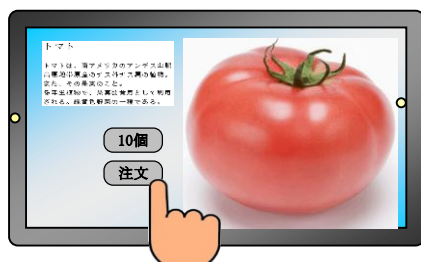 トマト
トマトは、南アメリカのアンデス山脈
高原地帯原産のナス科ナス属の植物。
また、その果実のこと。
多年生植物で、果実は食用として利用
される。緑黄色野菜の一種である。
10個
注文